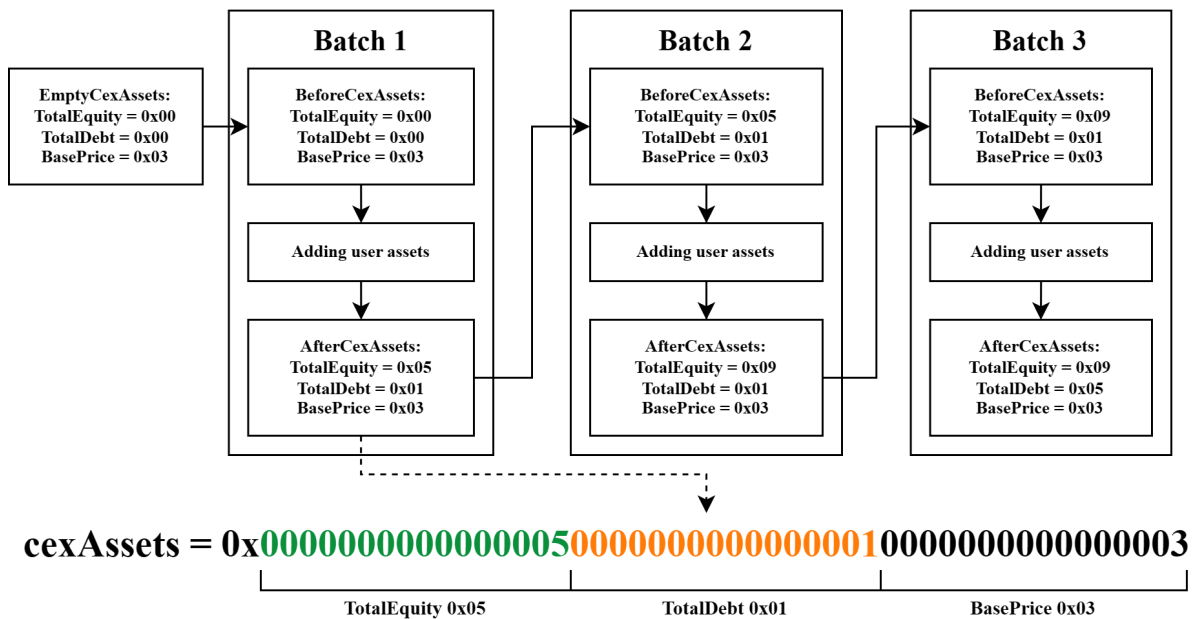 EmptyCexAssets:
TotalEquity = 0x00
TotalDebt = 0x00
BasePrice = 0x03
Batch 1
BeforeCexAssets:
TotalEquity = 0x00
TotalDebt = 0x00
BasePrice = 0x03
Adding user assets
AfterCexAssets:
TotalEquity = 0x05
TotalDebt = 0x01
BasePrice = 0x03
Batch 2
BeforeCexAssets:
TotalEquity = 0x05
TotalDebt = 0x01
BasePrice = 0x03
Adding user assets
AfterCexAssets:
TotalEquity = 0x09
TotalDebt = 0x01
BasePrice = 0x03
Batch 3
BeforeCexAssets:
TotalEquity = 0x09
TotalDebt = 0x01
BasePrice = 0x03
Adding user assets
AfterCexAssets:
TotalEquity = 0x09
TotalDebt = 0x05
BasePrice = 0x03
cexAssets = 0x000000000000000500000000000000010000000000000003
TotalEquity 0x05
TotalDebt 0x01
BasePrice 0x03